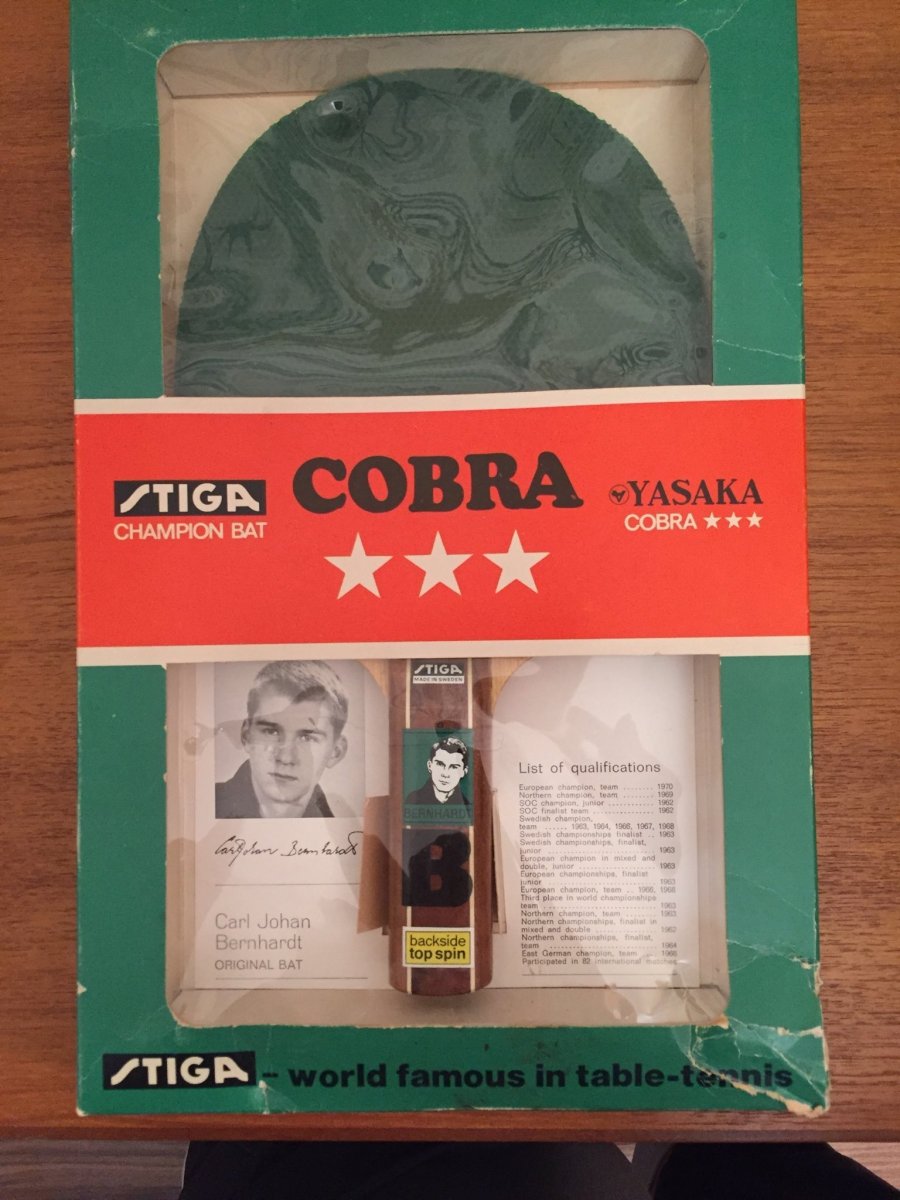 STIGA
CHAMPION BAT
COBRA
YASAKA
COBRA ★★★
★★★
STIGA
MADE IN SWEDEN
BERNHARDT
B
backside
top spin
Carl Johan Bernhardt
Carl Johan
Bernhardt
ORIGINAL BAT
List of qualifications
European champion, team ........ 1970
Northern champion, team ........ 1969
SOC champion, junior ............ 1962
SOC finalist team ................ 1962
Swedish champion,
team ...... 1963, 1964, 1966, 1967, 1968
Swedish championships finalist .. 1963
Swedish championships, finalist,
junior ............................ 1963
European champion in mixed and
double, junior .................... 1963
European championships, finalist
junior ............................ 1963
European champion, team .. 1966, 1968
Third place in world championships
team .............................. 1963
Northern champion, team ........ 1963
Northern championships, finalist in
mixed and double ................ 1962
Northern championships, finalist,
team .............................. 1964
East German champion, team .... 1966
Participated in 82 international matches
STIGA – world famous in table-tennis